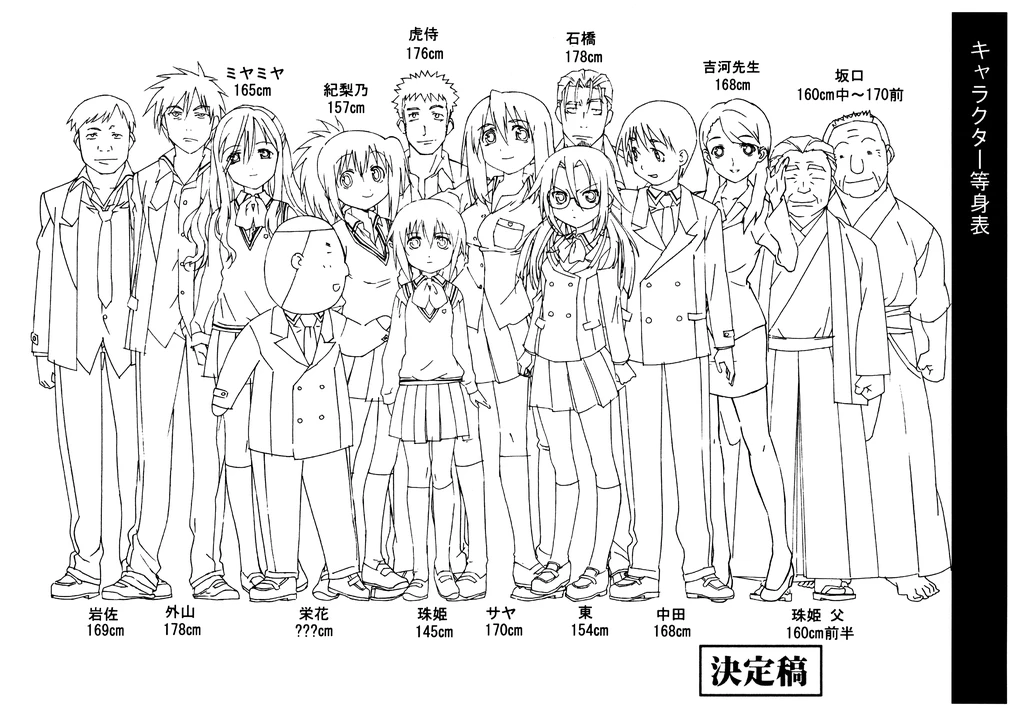 キャラクター等身表
虎侍
176cm
石橋
178cm
ミヤミヤ
165cm
紀梨乃
157cm
吉河先生
168cm
坂口
160cm中～170前
岩佐
169cm
外山
178cm
栄花
???cm
珠姫
145cm
サヤ
170cm
東
154cm
中田
168cm
珠姫 父
160cm前半
決定稿